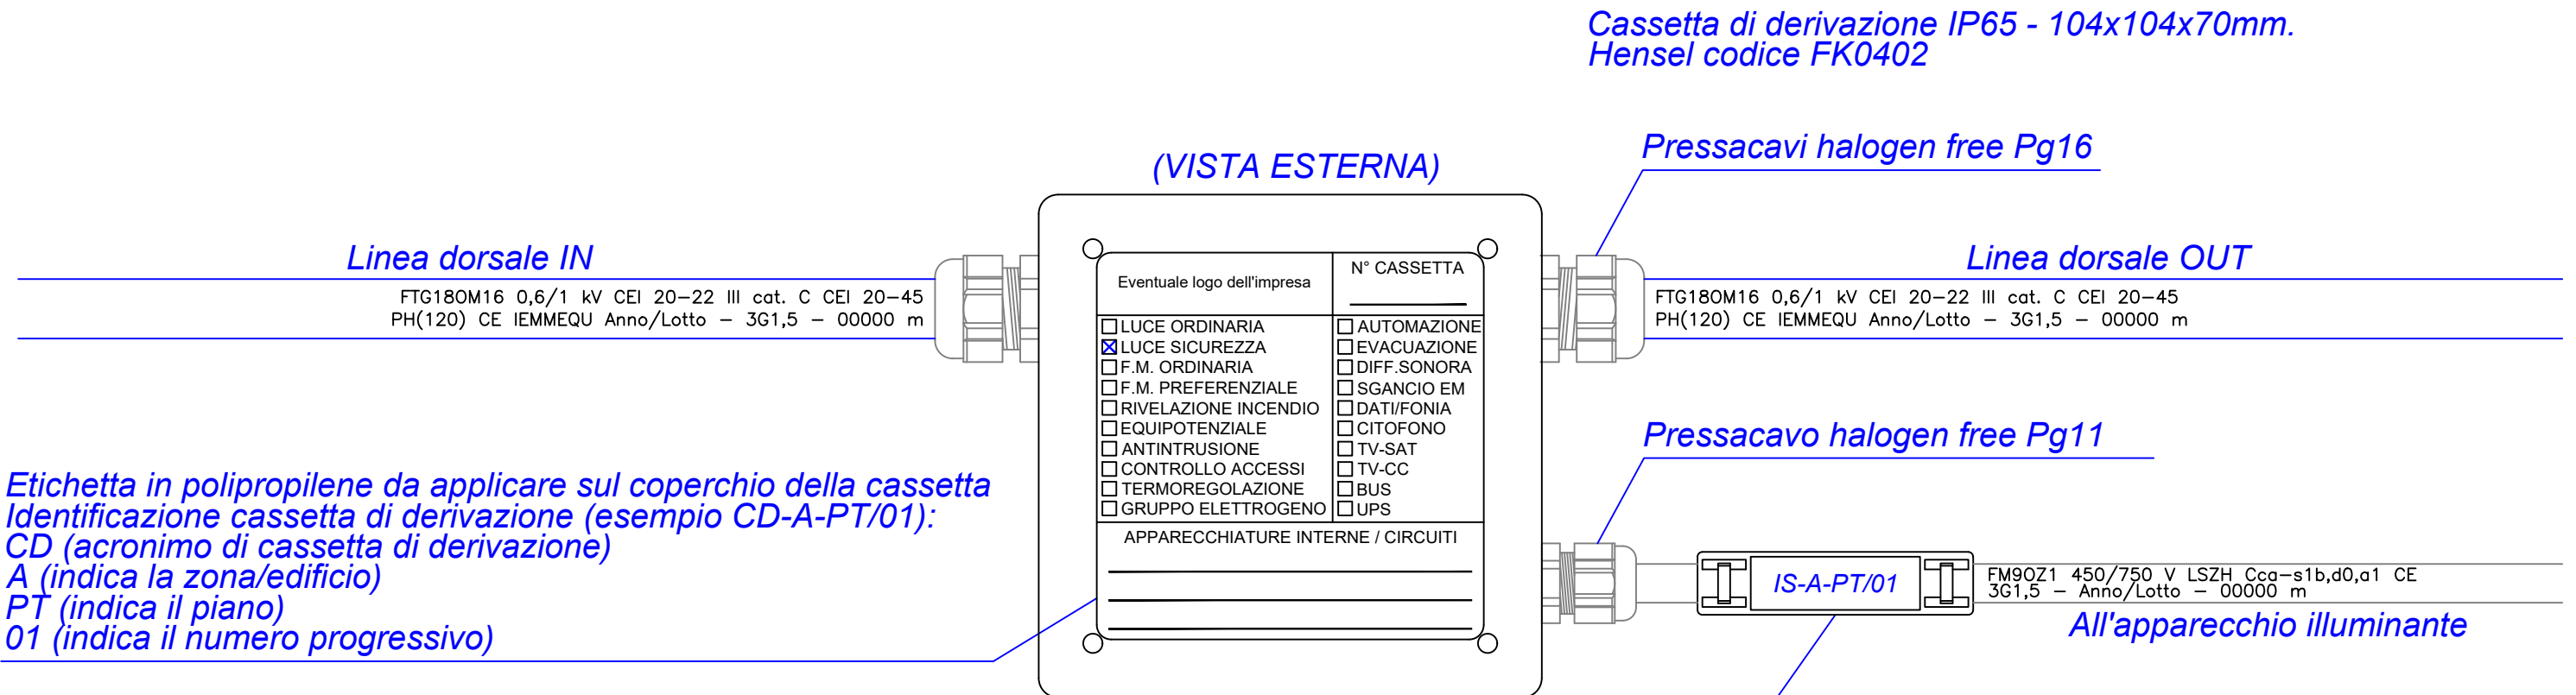 Cassetta di derivazione IP65 - 104x104x70mm.
Hensel codice FK0402
Pressacavi halogen free Pg16
(VISTA ESTERNA)
Linea dorsale IN
Linea dorsale OUT
FTG18OM16 0,6/1 kV CEI 20-22 III cat. C CEI 20-45
PH(120) CE IEMMEQU Anno/Lotto - 3G1,5 - 00000 m
FTG18OM16 0,6/1 kV CEI 20-22 III cat. C CEI 20-45
PH(120) CE IEMMEQU Anno/Lotto - 3G1,5 - 00000 m
Eventuale logo dell'impresa
N° CASSETTA
LUCE ORDINARIA
LUCE SICUREZZA
F.M. ORDINARIA
F.M. PREFERENZIALE
RIVELAZIONE INCENDIO
EQUIPOTENZIALE
ANTINTRUSIONE
CONTROLLO ACCESSI
TERMOREGOLAZIONE
GRUPPO ELETTROGENO
AUTOMAZIONE
EVACUAZIONE
DIFF.SONORA
SGANCIO EM
DATI/FONIA
CITOFONO
TV-SAT
TV-CC
BUS
UPS
APPARECCHIATURE INTERNE / CIRCUITI
Pressacavo halogen free Pg11
Etichetta in polipropilene da applicare sul coperchio della cassetta
Identificazione cassetta di derivazione (esempio CD-A-PT/01):
CD (acronimo di cassetta di derivazione)
A (indica la zona/edificio)
PT (indica il piano)
01 (indica il numero progressivo)
IS-A-PT/01
FM9OZ1 450/750 V LSZH Cca-s1b,d0,a1 CE
3G1,5 - Anno/Lotto - 00000 m
All'apparecchio illuminante